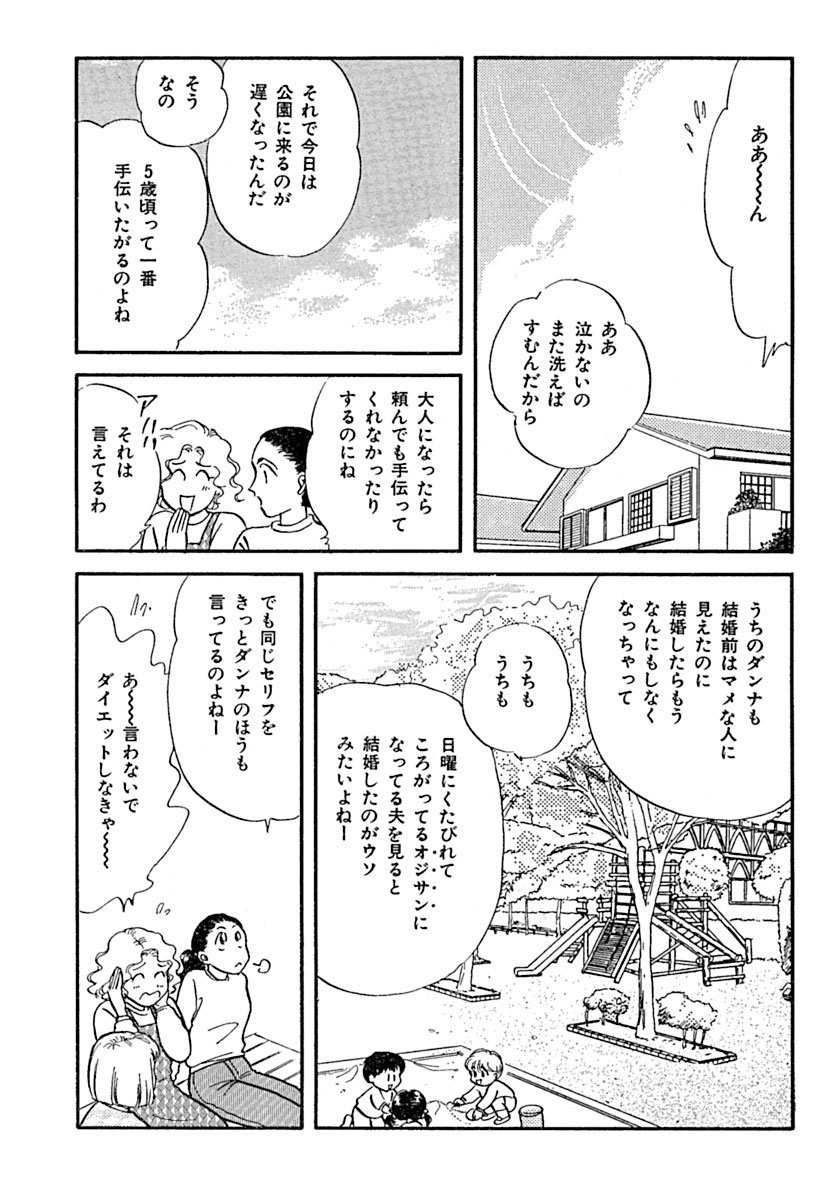 ああ～～～ん
ああ
泣かないの
また洗えば
すむんだから
それで今日は
公園に来るのが
遅くなったんだ
そう
なの
5歳頃って一番
手伝いたがるのよね
大人になったら
頼んでも手伝って
くれなかったり
するのにね
アハハ
それは
言えてるわ
うちのダンナも
結婚前はマメな人に
見えたのに
結婚したらもう
なんにもしなく
なっちゃって
うちも
うちも
日曜にくたびれて
ころがってるオジサンに
なってる夫を見ると
結婚したのがウソ
みたいよねー
でも同じセリフを
きっとダンナのほうも
言ってるのよねー
あ～～言わないで
ダイエットしなきゃ～～